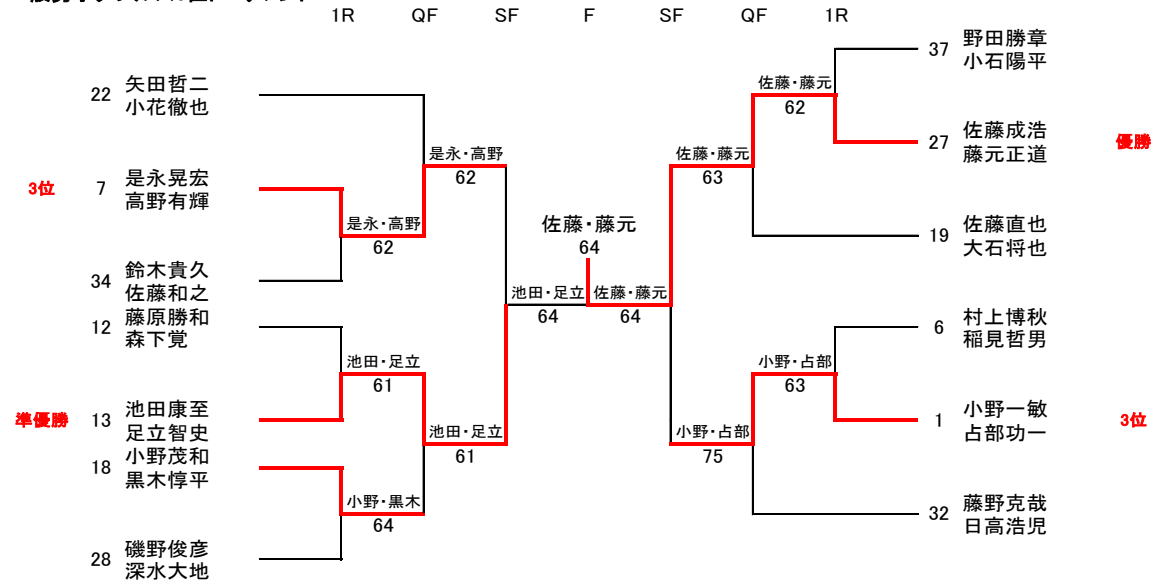 1R QF SF F SF QF 1R
22 矢田哲二
小花徹也
3位 7 是永晃宏
高野有輝
34 鈴木貴久
佐藤和之
12 藤原勝和
森下覚
準優勝 13 池田康至
足立智史
18 小野茂和
黒木惇平
28 磯野俊彦
深水大地
是永・高野
62
池田・足立
61
小野・黒木
64
是永・高野
62
池田・足立
61
池田・足立
64
佐藤・藤元
64
佐藤・藤元
64
佐藤・藤元
63
小野・占部
75
佐藤・藤元
62
小野・占部
63
37 野田勝章
小石陽平
27 佐藤成浩
藤元正道
優勝
19 佐藤直也
大石将也
6 村上博秋
稲見哲男
1 小野一敏
占部功一
3位
32 藤野克哉
日高浩児